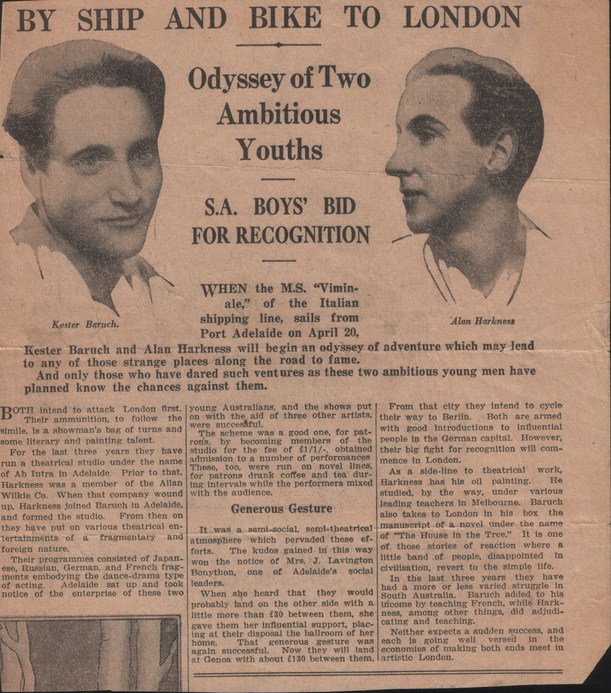 BY SHIP AND BIKE TO LONDON
Odyssey of Two
Ambitious
Youths
S.A. BOYS' BID
FOR RECOGNITION
Kester Baruch.
Alan Harkness
WHEN the M.S. "Vimin-
ale," of the Italian
shipping line, sails from
Port Adelaide on April 20,
Kester Baruch and Alan Harkness will begin an odyssey of adventure which may lead
to any of those strange places along the road to fame.
And only those who have dared such ventures as these two ambitious young men have
planned know the chances against them.
BOTH intend to attack London first.
Their ammunition, to follow the
simile, is a showman's bag of turns and
some literary and painting talent.
For the last three years they have
run a theatrical studio under the name
of Ab Intra in Adelaide. Prior to that,
Harkness was a member of the Allan
Wilkie Co. When that company wound
up, Harkness joined Baruch in Adelaide,
and formed the studio. From then on
they have put on various theatrical en-
tertainments of a fragmentary and
foreign nature.
Their programmes consisted of Japan-
ese, Russian, German, and French frag-
ments embodying the dance-drama type
of acting. Adelaide sat up and took
notice of the enterprise of these two
young Australians, and the shows put
on with the aid of three other artists,
were successful.
The scheme was a good one, for pat-
rons, by becoming members of the
studio for the fee of £1/1/-, obtained
admission to a number of performances
These, too, were run on novel lines,
for patrons drank coffee and tea dur-
ing intervals while the performers mixed
with the audience.
Generous Gesture
It was a semi-social, semi-theatrical
atmosphere which pervaded these ef-
forts. The kudos gained in this way
won the notice of Mrs. J. Lavington
Bonython, one of Adelaide's social
leaders.
When she heard that they would
probably land on the other side with a
little more than £20 between them, she
gave them her influential support, plac-
ing at their disposal the ballroom of her
home. That generous gesture was
again successful. Now they will land
at Genoa with about £130 between them.
From that city they intend to cycle
their way to Berlin. Both are armed
with good introductions to influential
people in the German capital. However,
their big fight for recognition will com-
mence in London.
As a side-line to theatrical work,
Harkness has his oil painting. He
studied, by the way, under various
leading teachers in Melbourne. Baruch
also takes to London in his box the
manuscript of a novel under the name
of "The House in the Tree." It is one
of those stories of reaction where a
little band of people, disappointed in
civilisation, revert to the simple life.
In the last three years they have
had a more or less varied struggle in
South Australia. Baruch added to his
income by teaching French, while Hark-
ness, among other things, did adjudi-
cating and teaching.
Neither expects a sudden success, and
each is going well versed in the
economies of making both ends meet in
artistic London.